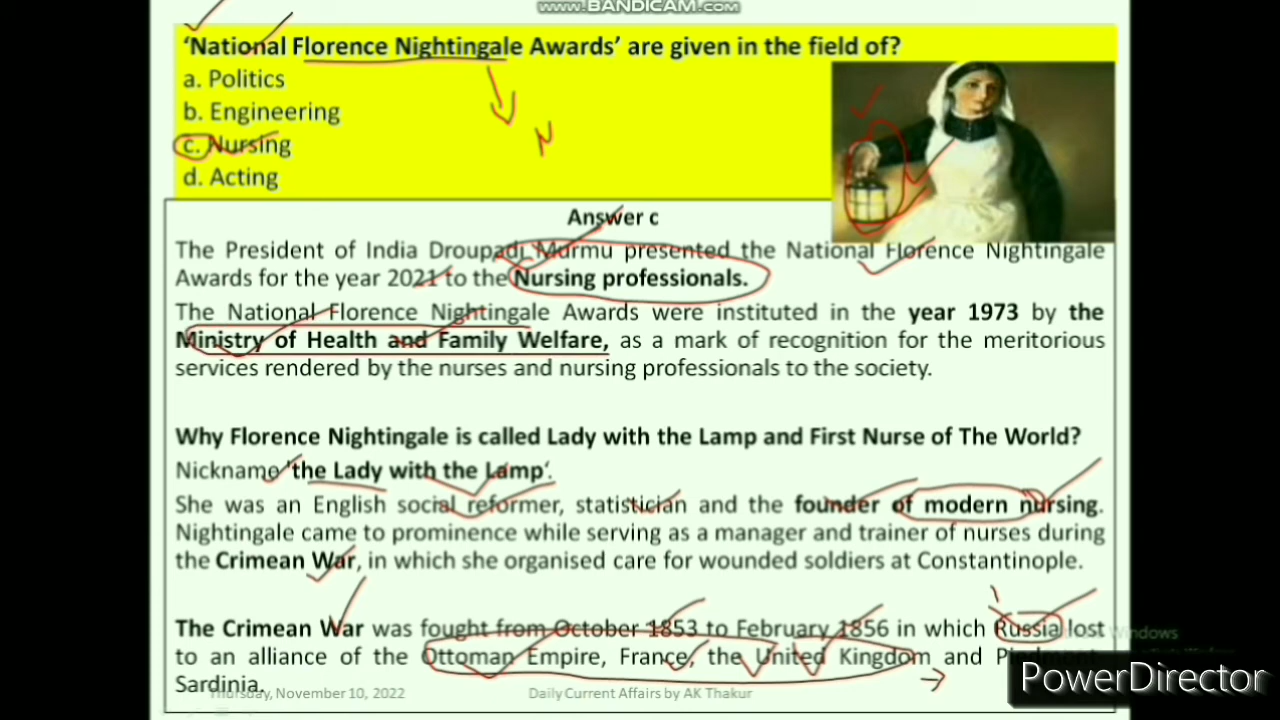 www.BANDICAM.com
‘National Florence Nightingale Awards’ are given in the field of?
a. Politics
b. Engineering
c. Nursing
d. Acting
N
Answer c
The President of India Droupadi Murmu presented the National Florence Nightingale
Awards for the year 2021 to the Nursing professionals.
The National Florence Nightingale Awards were instituted in the year 1973 by the
Ministry of Health and Family Welfare, as a mark of recognition for the meritorious
services rendered by the nurses and nursing professionals to the society.
Why Florence Nightingale is called Lady with the Lamp and First Nurse of The World?
Nickname 'the Lady with the Lamp'.
She was an English social reformer, statistician and the founder of modern nursing.
Nightingale came to prominence while serving as a manager and trainer of nurses during
the Crimean War, in which she organised care for wounded soldiers at Constantinople.
The Crimean War was fought from October 1853 to February 1856 in which Russia lost
to an alliance of the Ottoman Empire, France, the United Kingdom and
Sardinia.
Thursday, November 10, 2022
Daily Current Affairs by AK Thakur
PowerDirector